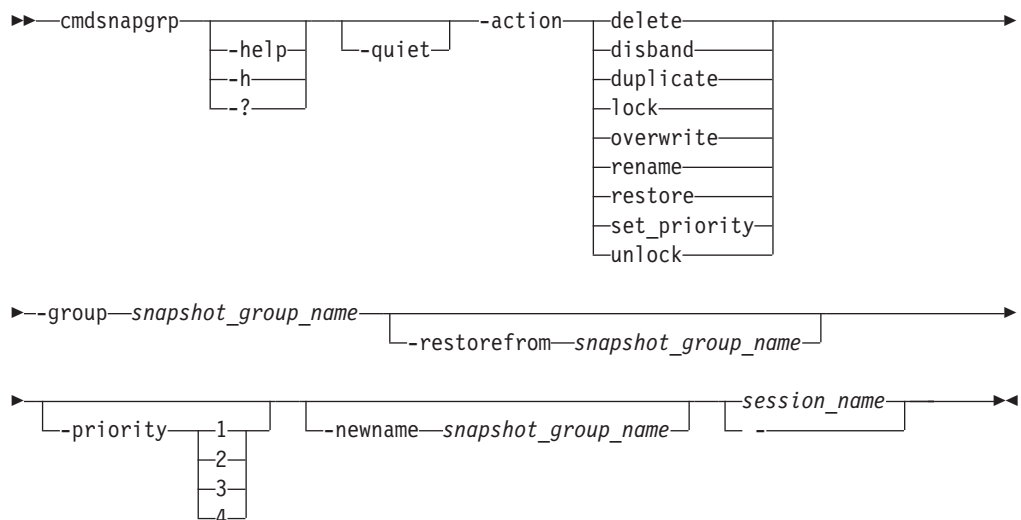 cmdsnapgrp -action delete
-help -quiet disband
-h duplicate
-? lock
overwrite
rename
restore
set_priority
unlock
-group snapshot_group_name
-restorefrom snapshot_group_name
-priority 1 -newname snapshot_group_name session_name
2 -
3
4